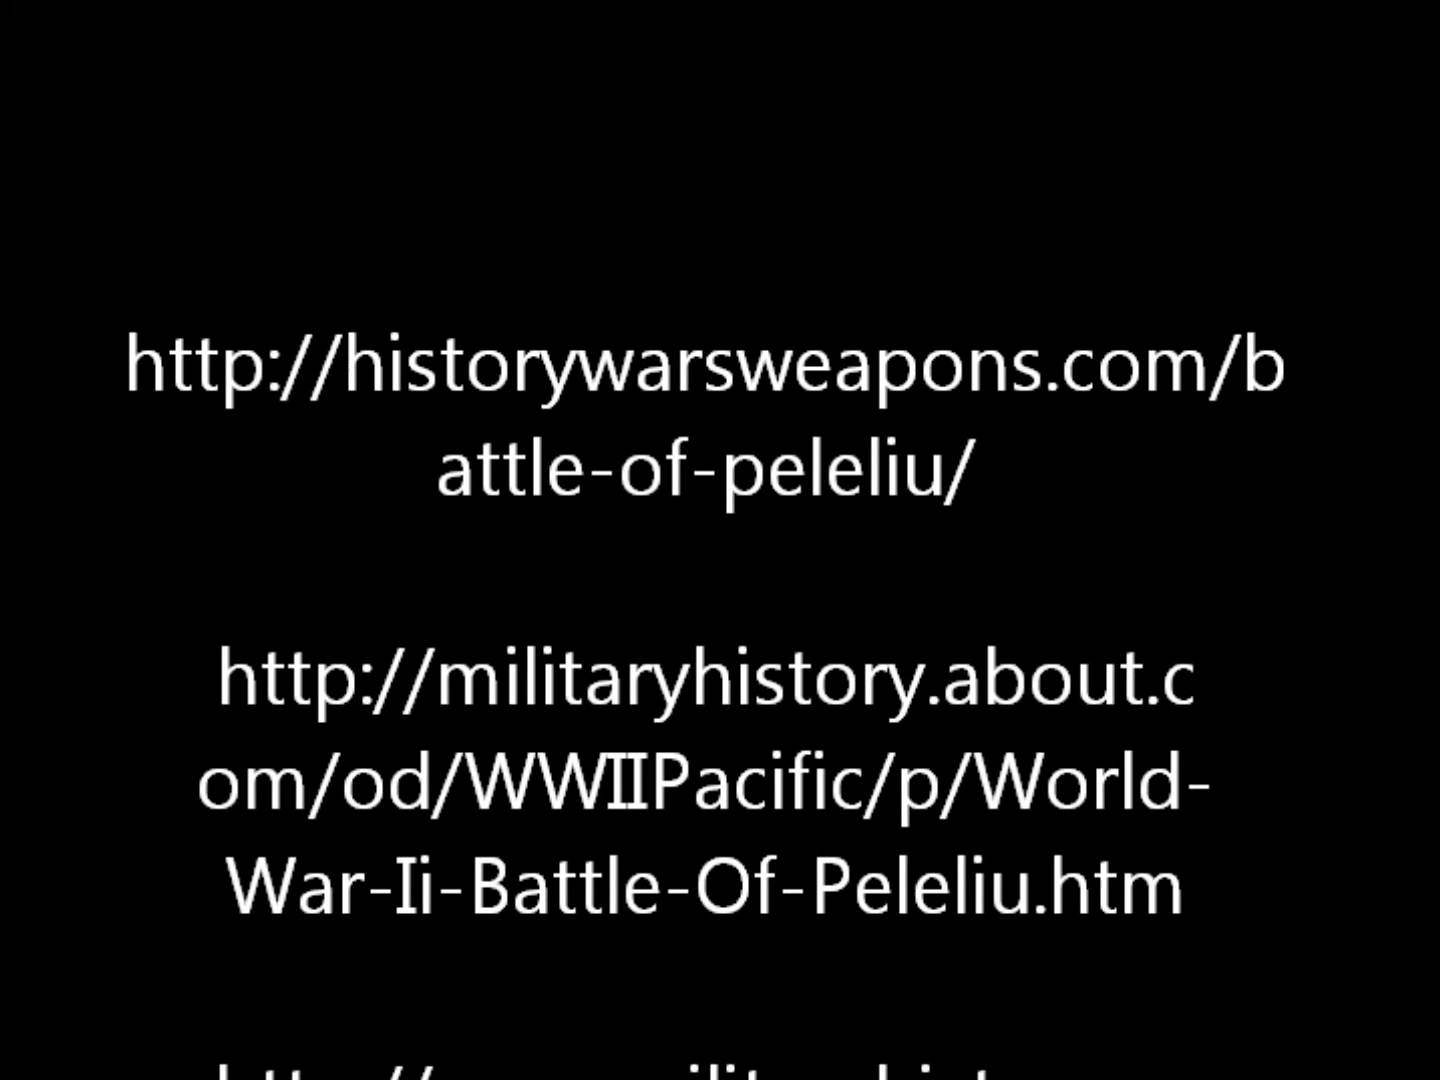 http://historywarsweapons.com/b
attle-of-peleliu/
http://militaryhistory.about.c
om/od/WWIIPacific/p/World-
War-Ii-Battle-Of-Peleliu.htm